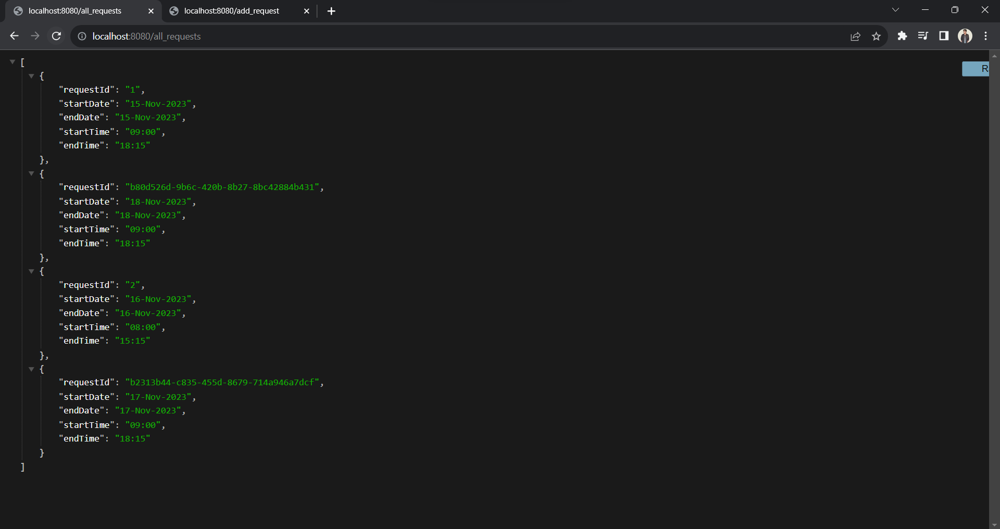 localhost:8080/all_requests
localhost:8080/add_request
localhost:8080/all_requests
[
{
"requestId": "1",
"startDate": "15-Nov-2023",
"endDate": "15-Nov-2023",
"startTime": "09:00",
"endTime": "18:15"
},
{
"requestId": "b80d526d-9b6c-420b-8b27-8bc42884b431",
"startDate": "18-Nov-2023",
"endDate": "18-Nov-2023",
"startTime": "09:00",
"endTime": "18:15"
},
{
"requestId": "2",
"startDate": "16-Nov-2023",
"endDate": "16-Nov-2023",
"startTime": "08:00",
"endTime": "15:15"
},
{
"requestId": "b2313b44-c835-455d-8679-714a946a7dcf",
"startDate": "17-Nov-2023",
"endDate": "17-Nov-2023",
"startTime": "09:00",
"endTime": "18:15"
}
]